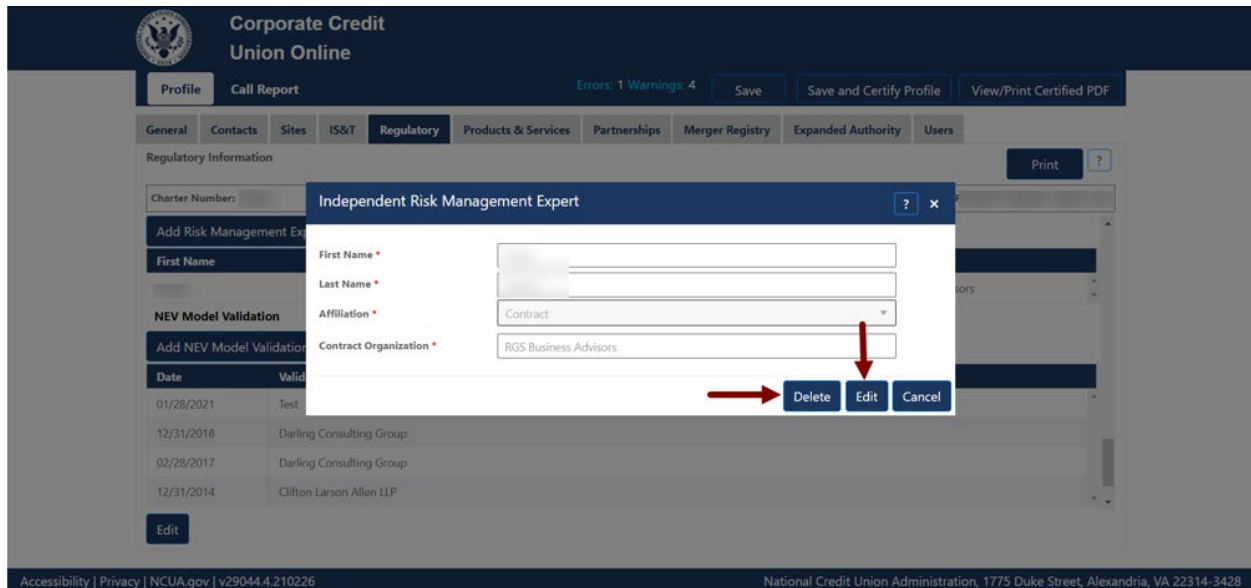 Corporate Credit
Union Online
Profile Call Report Errors: 1 Warnings: 4 Save Save and Certify Profile View/Print Certified PDF
General Contacts Sites IS&T Regulatory Products & Services Partnerships Merger Registry Expanded Authority Users
Regulatory Information Print ?
Charter Number:
Independent Risk Management Expert ? ×
Add Risk Management
First Name
First Name *
Last Name *
NEV Model Validation
Affiliation * Contract
Add NEV Model Validation
Contract Organization * RGS Business Advisors
Date
Delete Edit Cancel
01/28/2021 Test
12/31/2018 Darling Consulting Group
02/28/2017 Darling Consulting Group
12/31/2014 Clifton Larson Allen LLP
Edit
Accessibility | Privacy | NCUA.gov | v29044.4.210226 National Credit Union Administration, 1775 Duke Street, Alexandria, VA 22314-3428